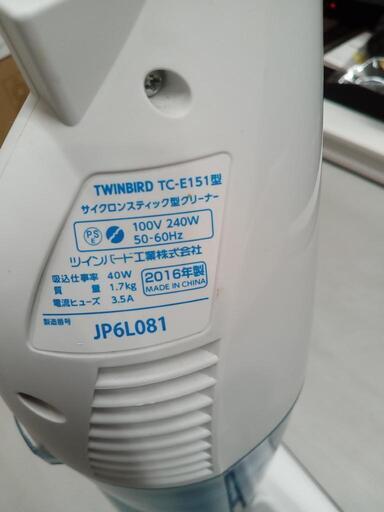 TWINBIRD TC-E151型
サイクロンスティック型クリーナー
PS E 100V 240W
50-60Hz
ツインバード工業株式会社
吸込仕事率 40W
質量 1.7kg
電流ヒューズ 3.5A
2016年製
MADE IN CHINA
製造番号 JP6L081